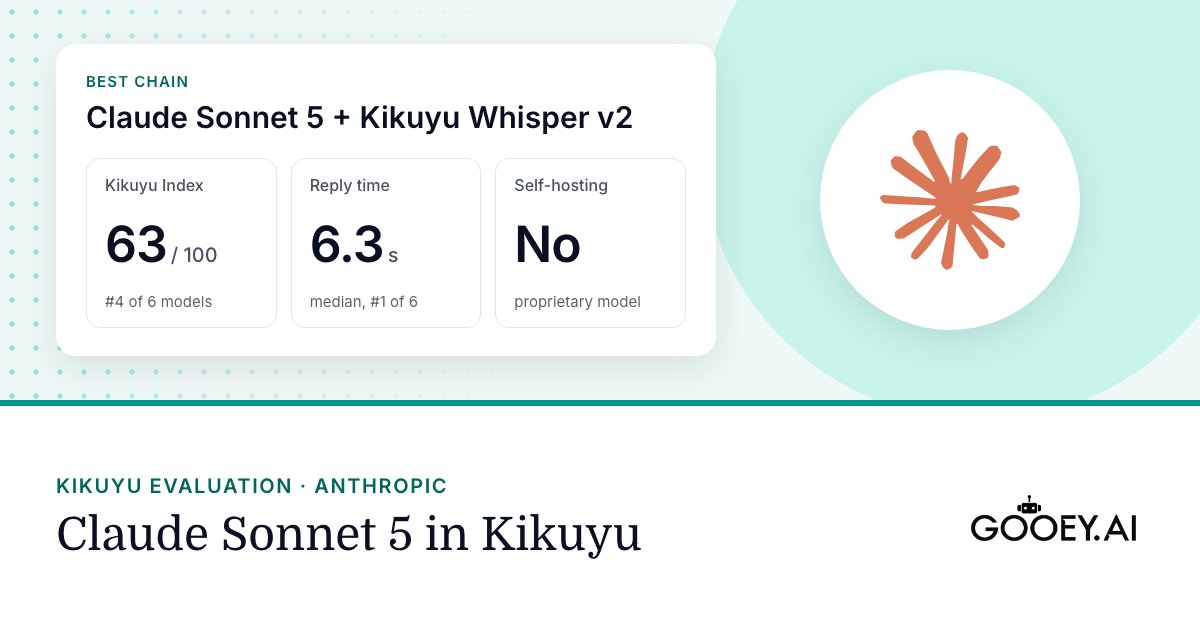 BEST CHAIN
Claude Sonnet 5 + Kikuyu Whisper v2
Kikuyu Index
63 / 100
#4 of 6 models
Reply time
6.3 s
median, #1 of 6
Self-hosting
No
proprietary model
KIKUYU EVALUATION · ANTHROPIC
Claude Sonnet 5 in Kikuyu
GOOEY.AI